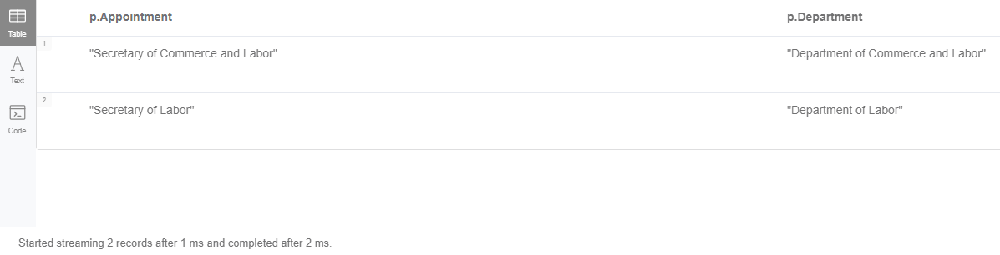 p.Appointment p.Department
Table
1
"Secretary of Commerce and Labor" "Department of Commerce and Labor"
Text
2
"Secretary of Labor" "Department of Labor"
Code
Started streaming 2 records after 1 ms and completed after 2 ms.